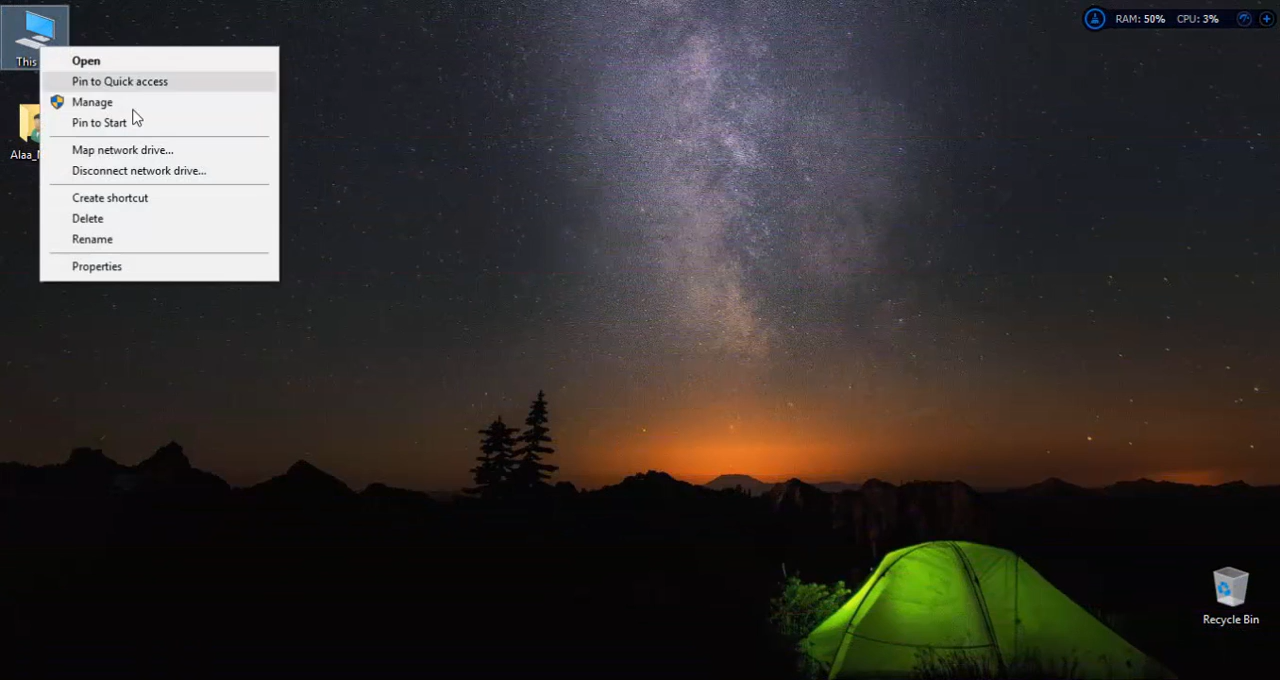 RAM: 50% CPU: 3%
This
Open
Pin to Quick access
Manage
Pin to Start
Map network drive...
Disconnect network drive...
Create shortcut
Delete
Rename
Properties
Recycle Bin